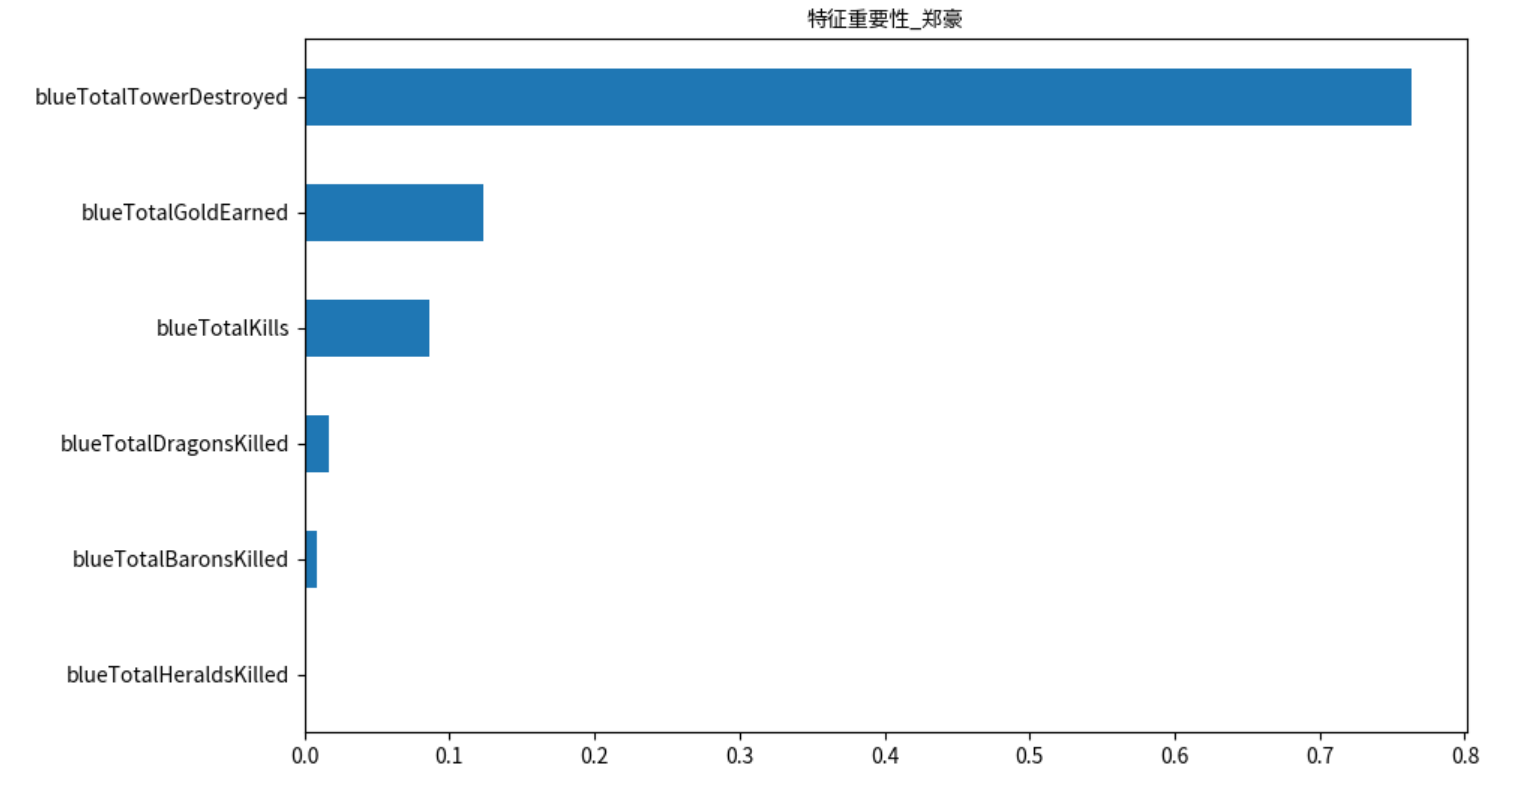 特征重要性_郑豪
blueTotalTowerDestroyed
blueTotalGoldEarned
blueTotalKills
blueTotalDragonsKilled
blueTotalBaronsKilled
blueTotalHeraldsKilled
0.0 0.1 0.2 0.3 0.4 0.5 0.6 0.7 0.8